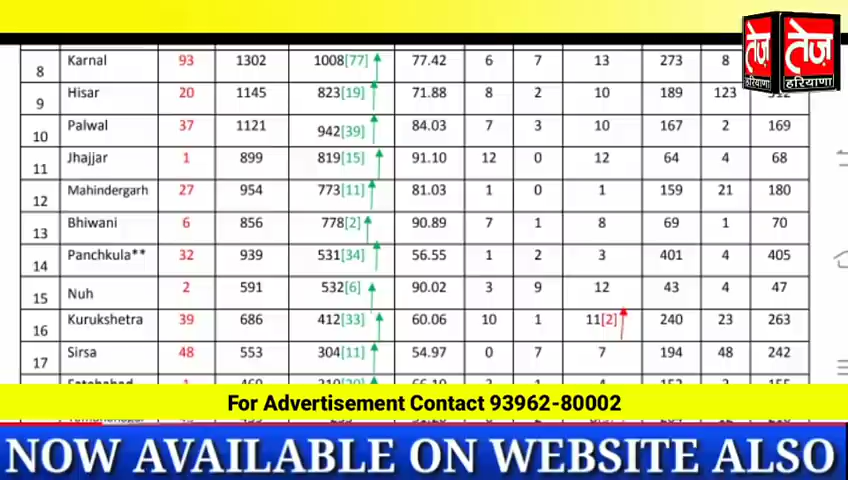 तेज़ तेज़
हरियाणा हरियाणा
8 Karnal 93 1302 1008[77] 77.42 6 7 13 273 8
9 Hisar 20 1145 823[19] 71.88 8 2 10 189 123 312
10 Palwal 37 1121 942[39] 84.03 7 3 10 167 2 169
11 Jhajjar 1 899 819[15] 91.10 12 0 12 64 4 68
12 Mahindergarh 27 954 773[11] 81.03 1 0 1 159 21 180
13 Bhiwani 6 856 778[2] 90.89 7 1 8 69 1 70
14 Panchkula** 32 939 531[34] 56.55 1 2 3 401 4 405
15 Nuh 2 591 532[6] 90.02 3 9 12 43 4 47
16 Kurukshetra 39 686 412[33] 60.06 10 1 11[2] 240 23 263
17 Sirsa 48 553 304[11] 54.97 0 7 7 194 48 242
For Advertisement Contact 93962-80002
NOW AVAILABLE ON WEBSITE ALSO